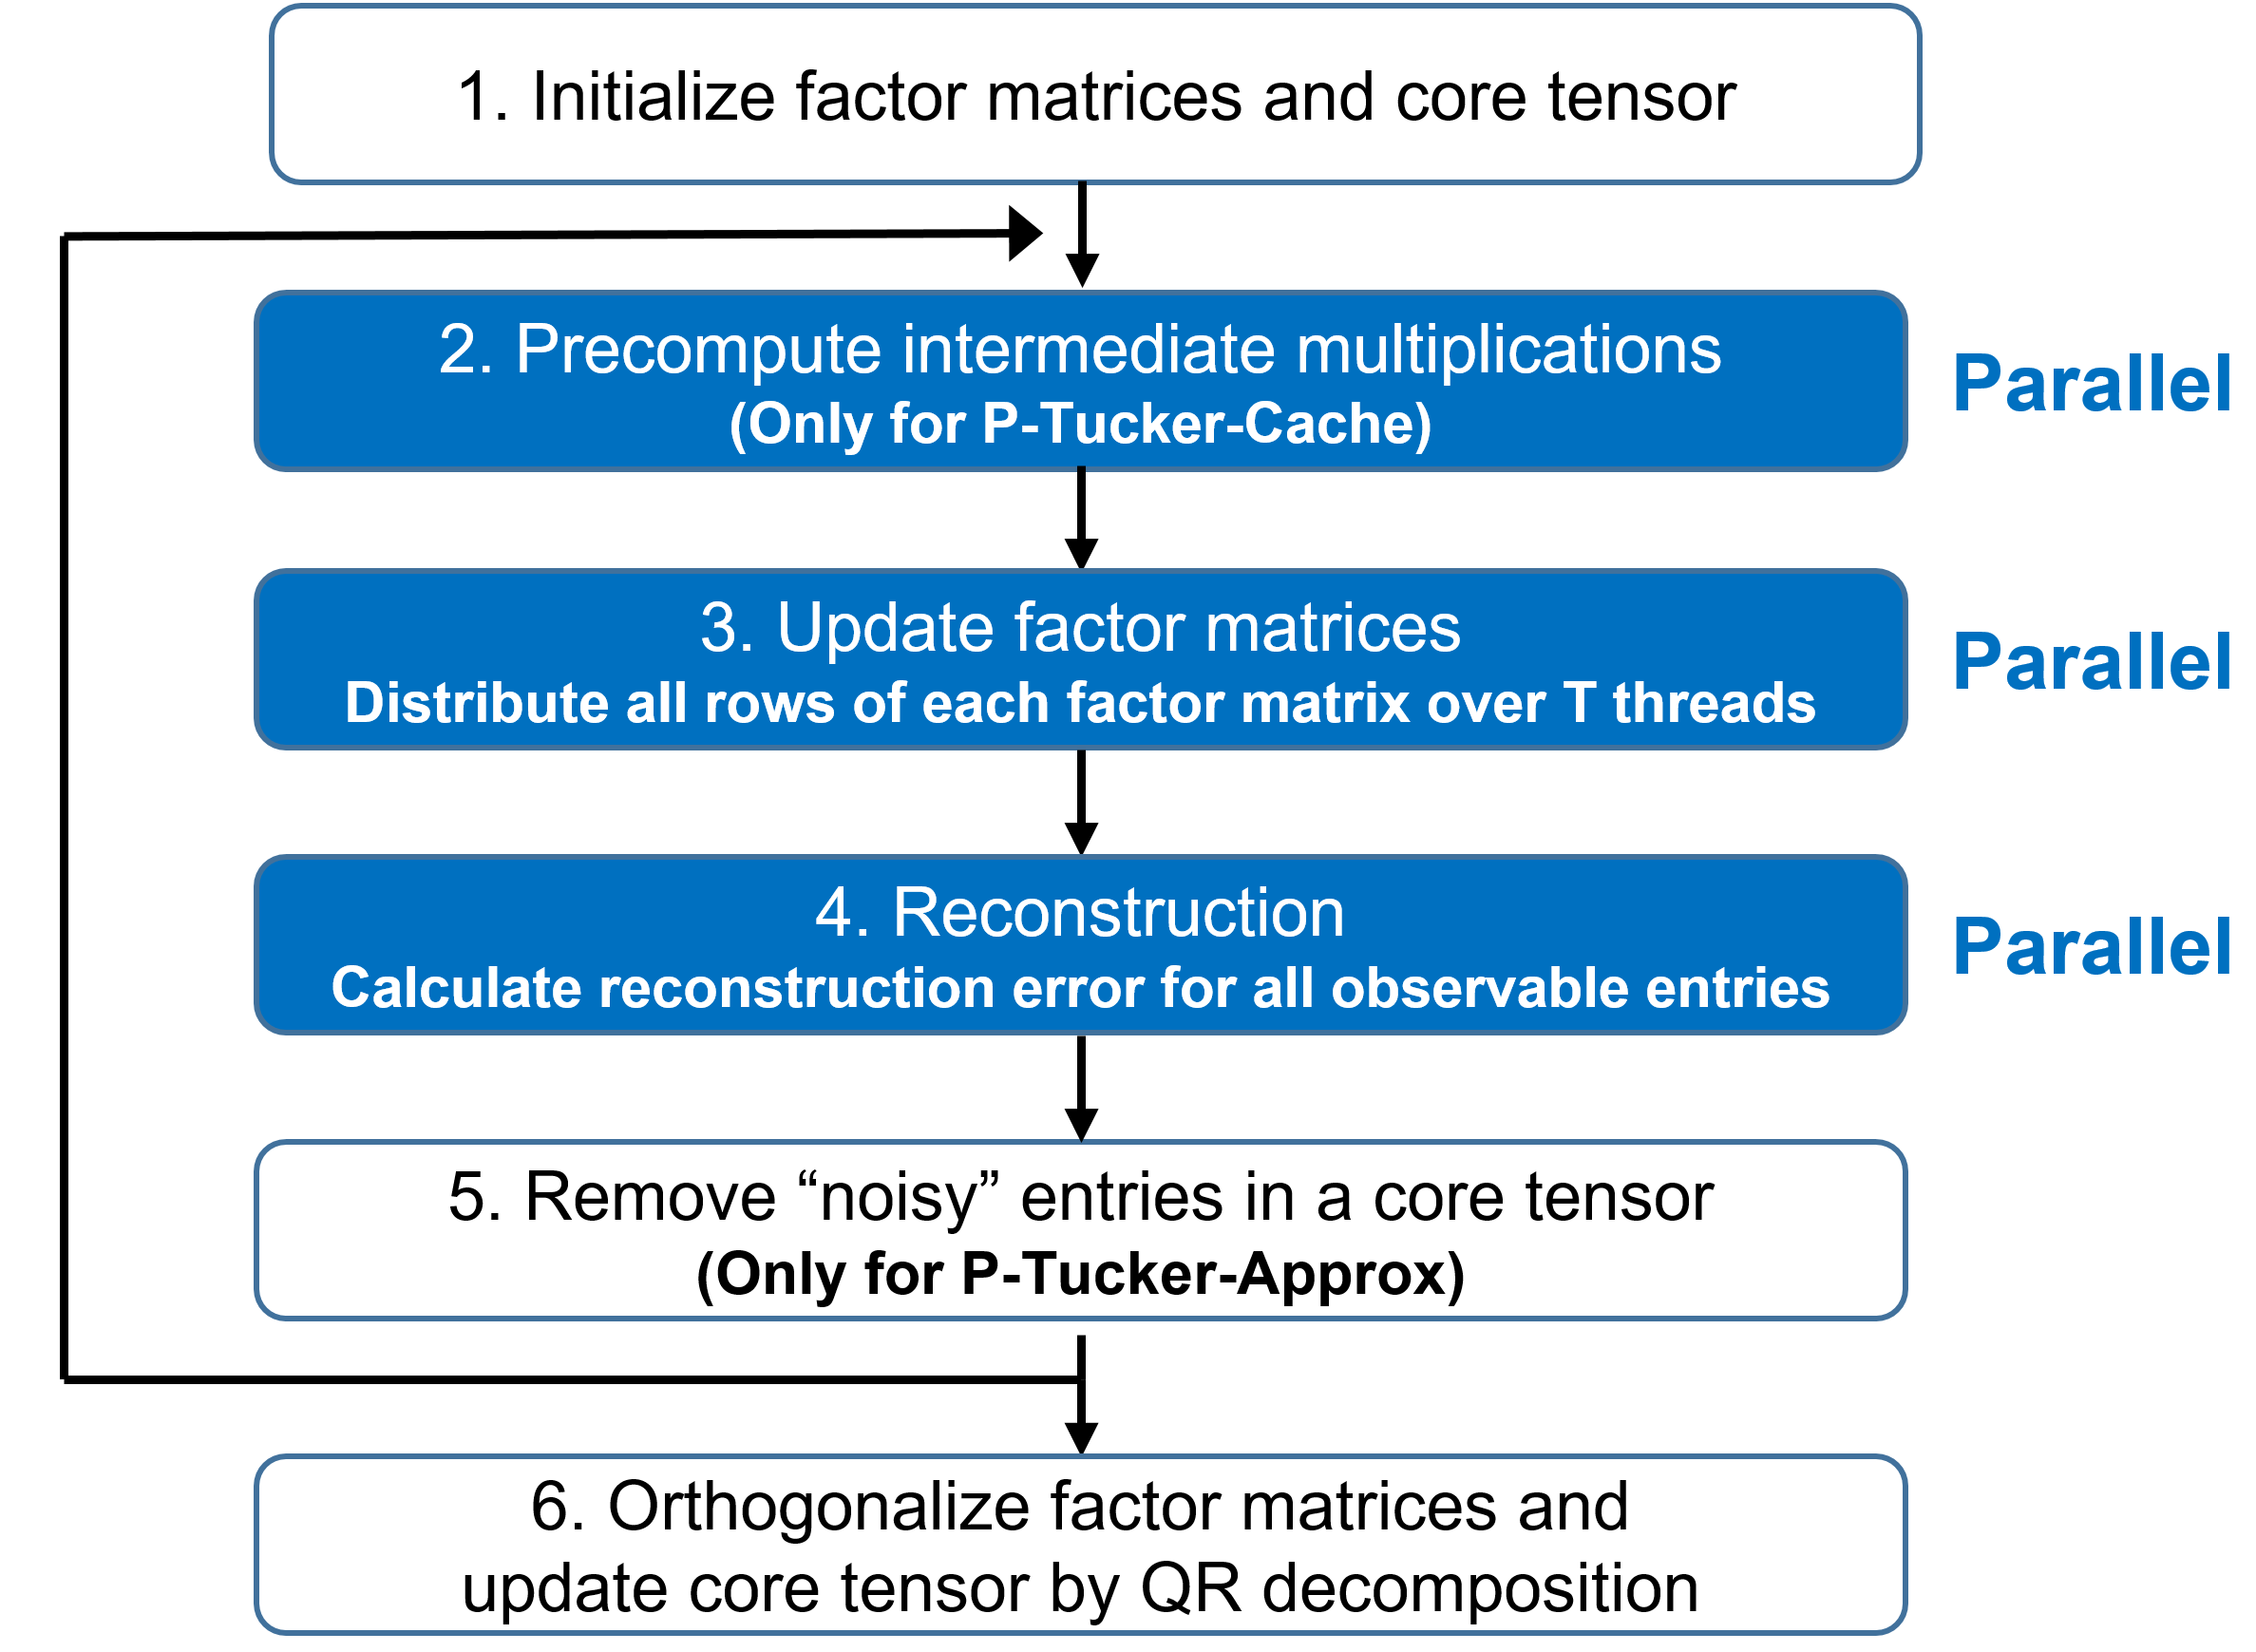 1. Initialize factor matrices and core tensor
2. Precompute intermediate multiplications
(Only for P-Tucker-Cache)
Parallel
3. Update factor matrices
Distribute all rows of each factor matrix over T threads
Parallel
4. Reconstruction
Calculate reconstruction error for all observable entries
Parallel
5. Remove “noisy” entries in a core tensor
(Only for P-Tucker-Approx)
6. Orthogonalize factor matrices and
update core tensor by QR decomposition